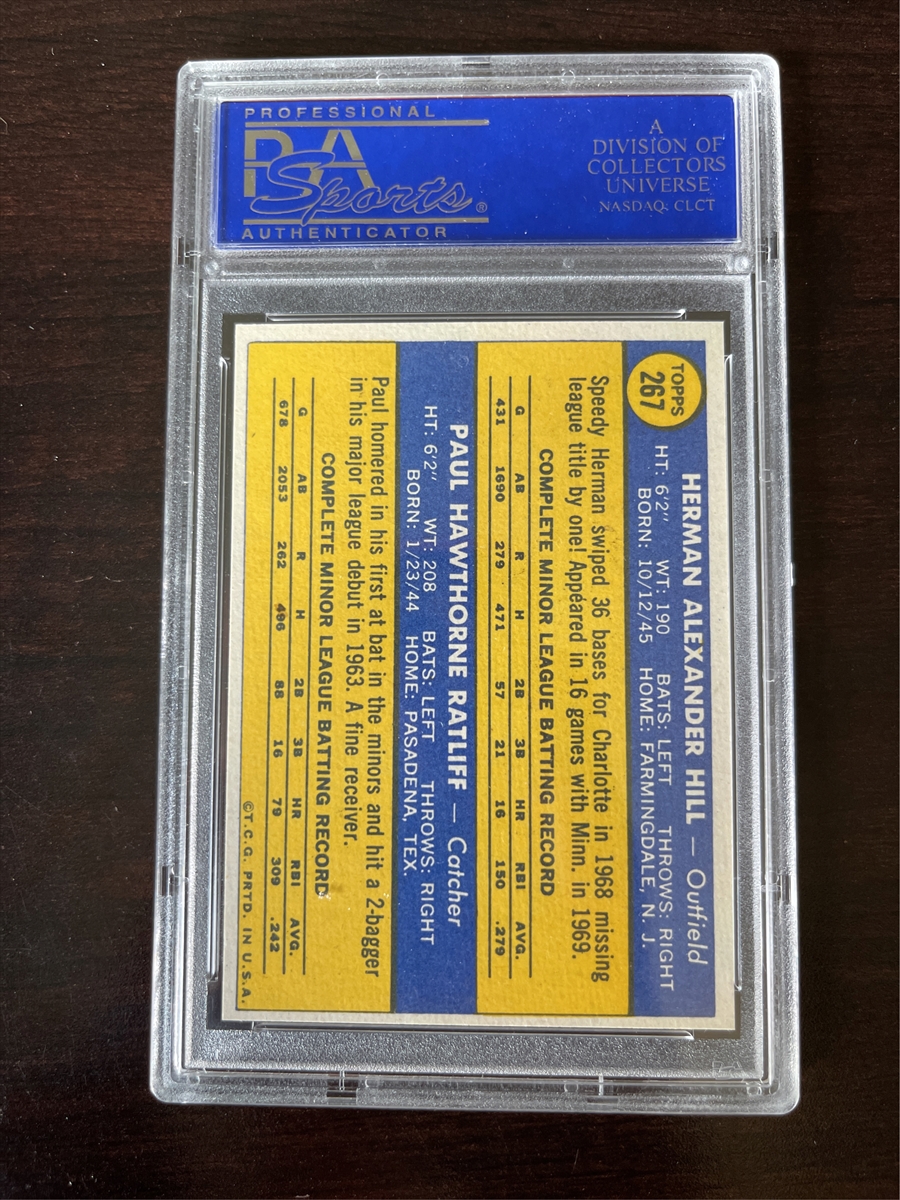 PROFESSIONAL
PSA
Sports®
AUTHENTICATOR
A
DIVISION OF
COLLECTORS
UNIVERSE
NASDAQ: CLCT
TOPPS
267
HERMAN ALEXANDER HILL — Outfield
HT: 6'2" WT: 190 BATS: LEFT THROWS: RIGHT
BORN: 10/12/45 HOME: FARMINGDALE, N. J.
Speedy Herman swiped 36 bases for Charlotte in 1968 missing
league title by one! Appeared in 16 games with Minn. in 1969.
COMPLETE MINOR LEAGUE BATTING RECORD
G AB R H 2B 3B HR RBI AVG.
431 1690 279 471 57 21 16 150 .279
PAUL HAWTHORNE RATLIFF — Catcher
HT: 6'2" WT: 208 BATS: LEFT THROWS: RIGHT
BORN: 1/23/44 HOME: PASADENA, TEX.
Paul homered in his first at bat in the minors and hit a 2-bagger
in his major league debut in 1963. A fine receiver.
COMPLETE MINOR LEAGUE BATTING RECORD
G AB R H 2B 3B HR RBI AVG.
678 2053 262 496 88 16 79 309 .242
©T.C.G. PRTD. IN U.S.A.